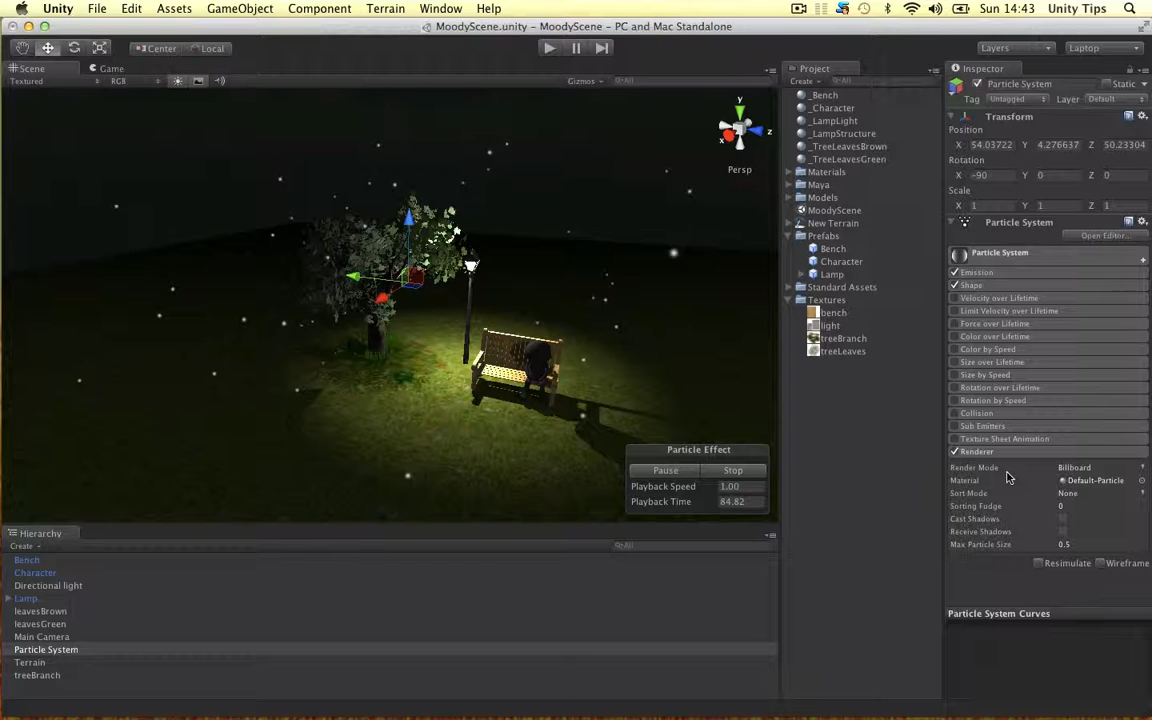 Unity File Edit Assets GameObject Component Terrain Window Help Sun 14:43 Unity Tips
MoodyScene.unity - MoodyScene - PC and Mac Standalone
Center Local Layers Laptop
Scene Game
Textured RGB Gizmos All
y
x
z
Persp
Particle Effect
Pause Stop
Playback Speed 1.00
Playback Time 84.82
Hierarchy
Create All
Bench
Character
Directional light
Lamp
leavesBrown
leavesGreen
Main Camera
Particle System
Terrain
treeBranch
Project
Create All
_Bench
_Character
_LampLight
_LampStructure
_TreeLeavesBrown
_TreeLeavesGreen
Materials
Maya
Models
MoodyScene
New Terrain
Prefabs
Bench
Character
Lamp
Standard Assets
Textures
bench
light
treeBranch
treeLeaves
Inspector
Particle System Static
Tag Untagged Layer Default
Transform
Position
X 54.03722 Y 4.276637 Z 50.23304
Rotation
X -90 Y 0 Z 0
Scale
X 1 Y 1 Z 1
Particle System
Open Editor...
Particle System
Emission
Shape
Velocity over Lifetime
Limit Velocity over Lifetime
Force over Lifetime
Color over Lifetime
Color by Speed
Size over Lifetime
Size by Speed
Rotation over Lifetime
Rotation by Speed
Collision
Sub Emitters
Texture Sheet Animation
Renderer
Render Mode Billboard
Material Default-Particle
Sort Mode None
Sorting Fudge 0
Cast Shadows
Receive Shadows
Max Particle Size 0.5
Resimulate Wireframe
Particle System Curves